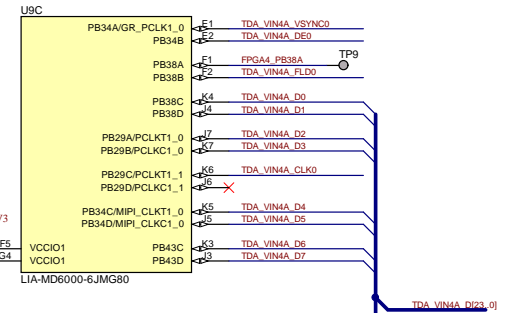 U9C
PB34A/GR_PCLK1_0 E1 TDA_VIN4A_VSYNC0
PB34B E2 TDA_VIN4A_DE0
PB38A F1 FPGA4_PB38A TP9
PB38B F2 TDA_VIN4A_FLD0
PB38C K4 TDA_VIN4A_D0
PB38D J4 TDA_VIN4A_D1
PB29A/PCLKT1_0 J7 TDA_VIN4A_D2
PB29B/PCLKC1_0 K7 TDA_VIN4A_D3
PB29C/PCLKT1_1 K6 TDA_VIN4A_CLK0
PB29D/PCLKC1_1 J6
PB34C/MIPI_CLKT1_0 K5 TDA_VIN4A_D4
PB34D/MIPI_CLKC1_0 J5 TDA_VIN4A_D5
V3
F5 VCCIO1 PB43C K3 TDA_VIN4A_D6
G4 VCCIO1 PB43D J3 TDA_VIN4A_D7
LIA-MD6000-6JMG80
TDA_VIN4A_D[23..0]